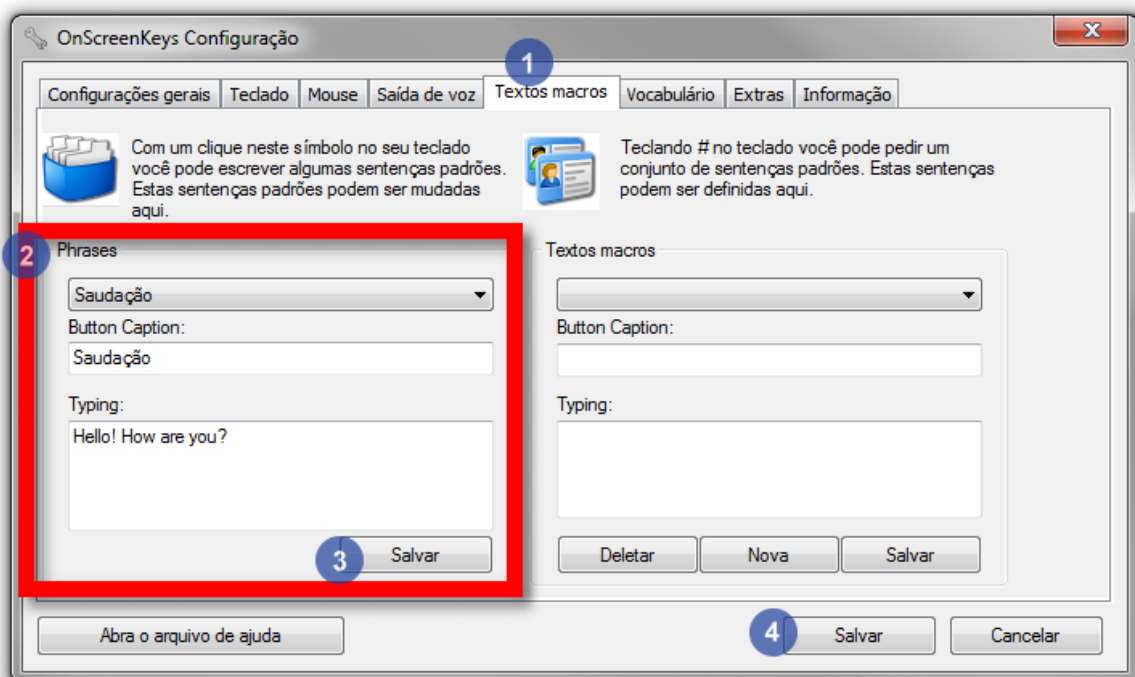 OnScreenKeys Configuração
1
Configurações gerais Teclado Mouse Saída de voz Textos macros Vocabulário Extras Informação
Com um clique neste símbolo no seu teclado
você pode escrever algumas sentenças padrões.
Estas sentenças padrões podem ser mudadas
aqui.
Teclando # no teclado você pode pedir um
conjunto de sentenças padrões. Estas sentenças
podem ser definidas aqui.
2
Phrases
Saudação
Button Caption:
Saudação
Typing:
Hello! How are you?
3
Salvar
Textos macros
Button Caption:
Typing:
Deletar Nova Salvar
Abra o arquivo de ajuda
4
Salvar Cancelar